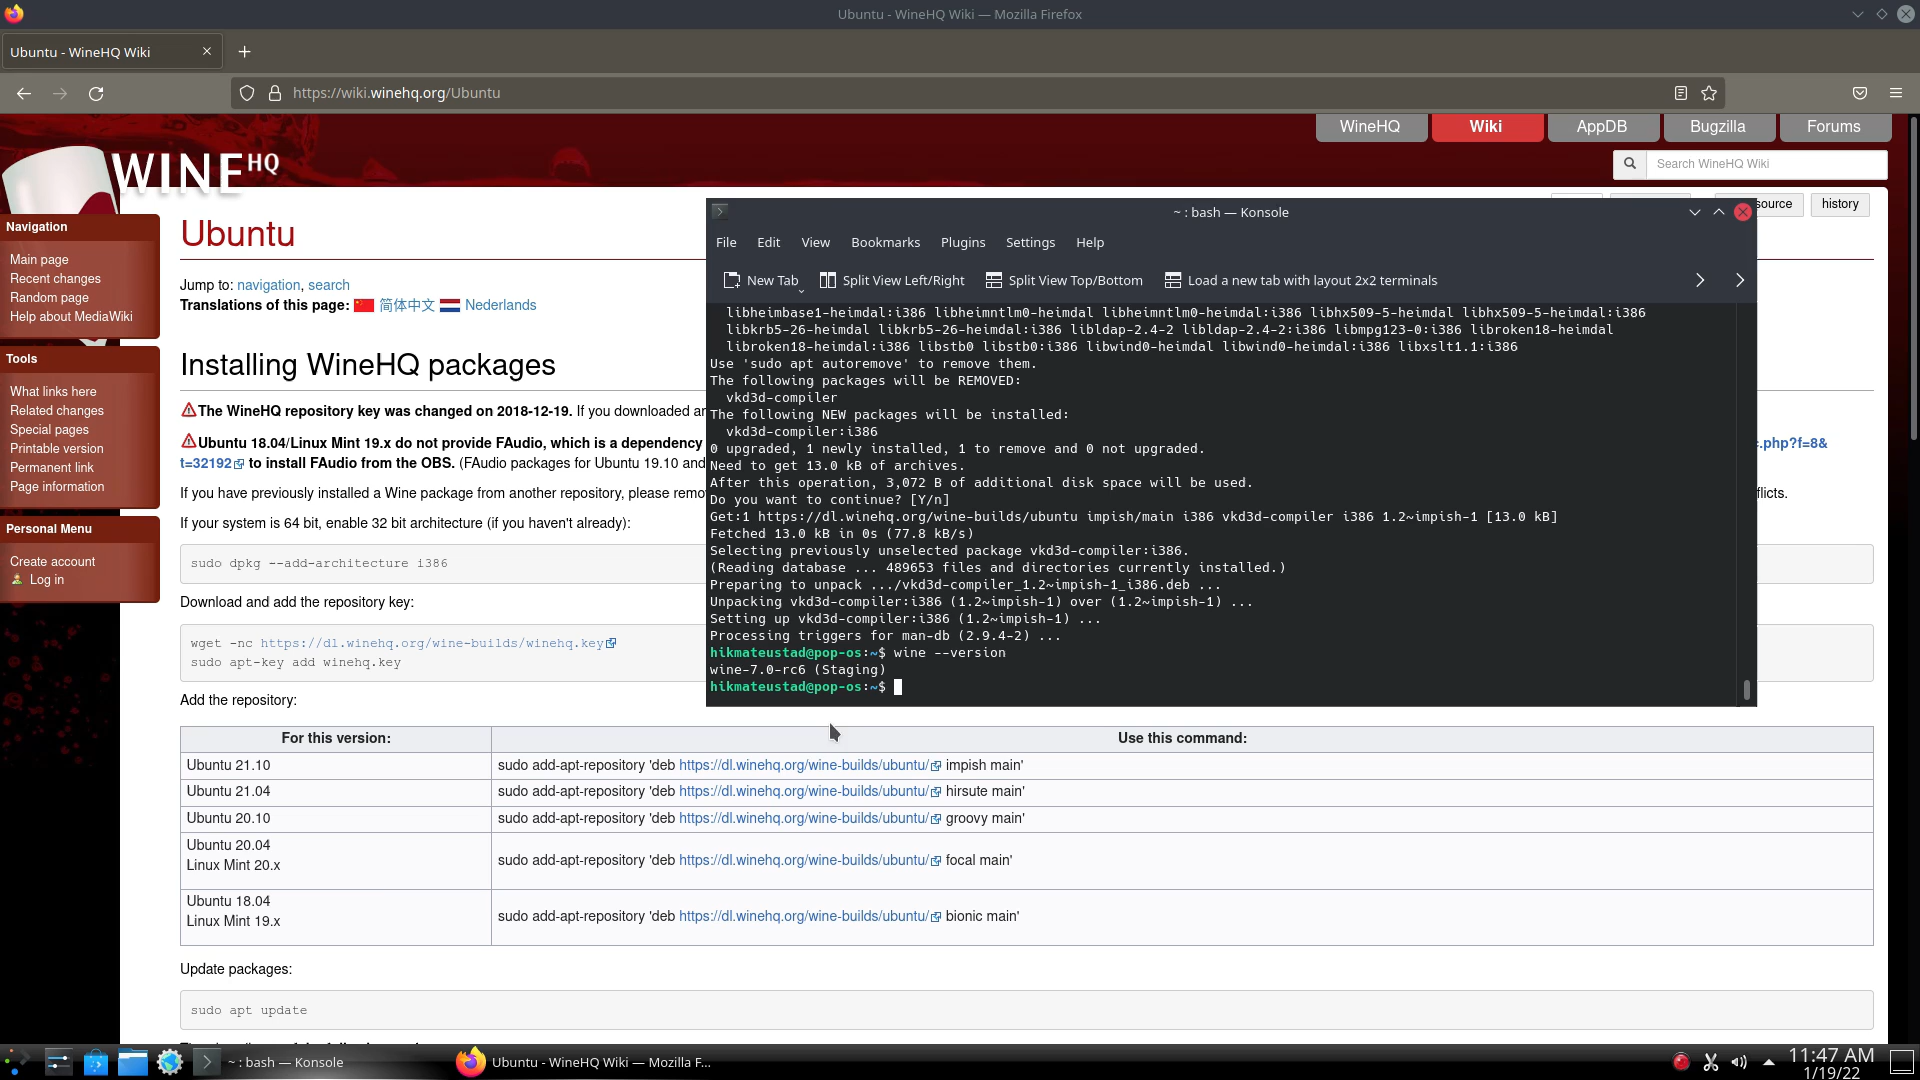 Ubuntu - WineHQ Wiki — Mozilla Firefox
Ubuntu - WineHQ Wiki
https://wiki.winehq.org/Ubuntu
WineHQ
Wiki
AppDB
Bugzilla
Forums
WINE HQ
Search WineHQ Wiki
source
history
Navigation
Main page
Recent changes
Random page
Help about MediaWiki
Tools
What links here
Related changes
Special pages
Printable version
Permanent link
Page information
Personal Menu
Create account
Log in
Ubuntu
Jump to: navigation, search
Translations of this page: 简体中文 Nederlands
Installing WineHQ packages
The WineHQ repository key was changed on 2018-12-19. If you downloaded
Ubuntu 18.04/Linux Mint 19.x do not provide FAudio, which is a dependency
.php?f=8&
t=32192 to install FAudio from the OBS. (FAudio packages for Ubuntu 19.10 and
If you have previously installed a Wine package from another repository, please remo
flicts.
If your system is 64 bit, enable 32 bit architecture (if you haven't already):
sudo dpkg --add-architecture i386
Download and add the repository key:
wget -nc https://dl.winehq.org/wine-builds/winehq.key
sudo apt-key add winehq.key
Add the repository:
For this version:
Use this command:
Ubuntu 21.10
sudo add-apt-repository 'deb https://dl.winehq.org/wine-builds/ubuntu/ impish main'
Ubuntu 21.04
sudo add-apt-repository 'deb https://dl.winehq.org/wine-builds/ubuntu/ hirsute main'
Ubuntu 20.10
sudo add-apt-repository 'deb https://dl.winehq.org/wine-builds/ubuntu/ groovy main'
Ubuntu 20.04
Linux Mint 20.x
sudo add-apt-repository 'deb https://dl.winehq.org/wine-builds/ubuntu/ focal main'
Ubuntu 18.04
Linux Mint 19.x
sudo add-apt-repository 'deb https://dl.winehq.org/wine-builds/ubuntu/ bionic main'
Update packages:
sudo apt update
~ : bash — Konsole
File Edit View Bookmarks Plugins Settings Help
New Tab Split View Left/Right Split View Top/Bottom Load a new tab with layout 2x2 terminals
libheimbase1-heimdal:i386 libheimntlm0-heimdal libheimntlm0-heimdal:i386 libhx509-5-heimdal libhx509-5-heimdal:i386
libkrb5-26-heimdal libkrb5-26-heimdal:i386 libldap-2.4-2 libldap-2.4-2:i386 libmpg123-0:i386 libroken18-heimdal
libroken18-heimdal:i386 libstb0 libstb0:i386 libwind0-heimdal libwind0-heimdal:i386 libxslt1.1:i386
Use 'sudo apt autoremove' to remove them.
The following packages will be REMOVED:
vkd3d-compiler
The following NEW packages will be installed:
vkd3d-compiler:i386
0 upgraded, 1 newly installed, 1 to remove and 0 not upgraded.
Need to get 13.0 kB of archives.
After this operation, 3,072 B of additional disk space will be used.
Do you want to continue? [Y/n]
Get:1 https://dl.winehq.org/wine-builds/ubuntu impish/main i386 vkd3d-compiler i386 1.2~impish-1 [13.0 kB]
Fetched 13.0 kB in 0s (77.8 kB/s)
Selecting previously unselected package vkd3d-compiler:i386.
(Reading database ... 489653 files and directories currently installed.)
Preparing to unpack .../vkd3d-compiler_1.2~impish-1_i386.deb ...
Unpacking vkd3d-compiler:i386 (1.2~impish-1) over (1.2~impish-1) ...
Setting up vkd3d-compiler:i386 (1.2~impish-1) ...
Processing triggers for man-db (2.9.4-2) ...
hikmateustad@pop-os:~$ wine --version
wine-7.0-rc6 (Staging)
hikmateustad@pop-os:~$
~ : bash — Konsole
Ubuntu - WineHQ Wiki — Mozilla F...
11:47 AM
1/19/22